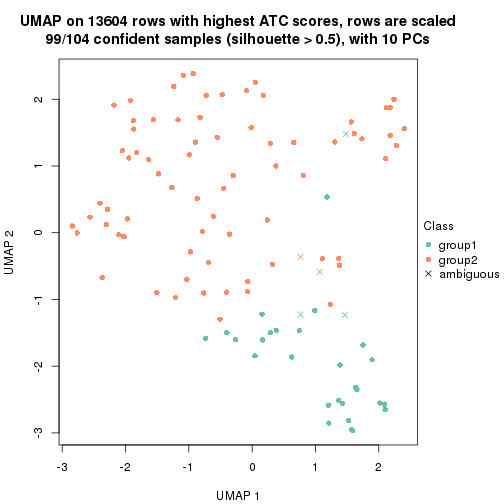 UMAP on 13604 rows with highest ATC scores, rows are scaled
99/104 confident samples (silhouette > 0.5), with 10 PCs
2
1
0
-1
-2
-3
UMAP 2
-3
-2
-1
0
1
2
UMAP 1
Class
group1
group2
ambiguous